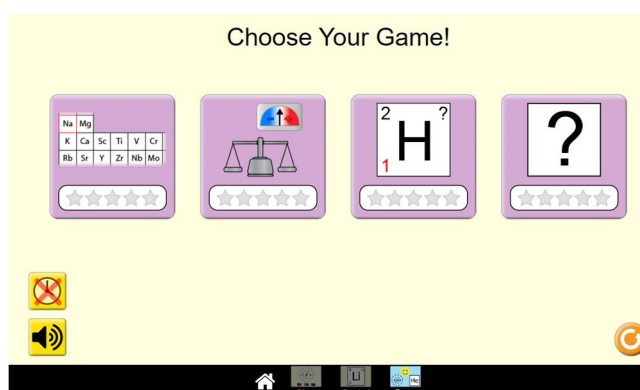 Choose Your Game!
Na Mg
K Ca Sc Ti V Cr
Rb Sr Y Zr Nb Mo
- +
2 ?
H
1
?
Li
He